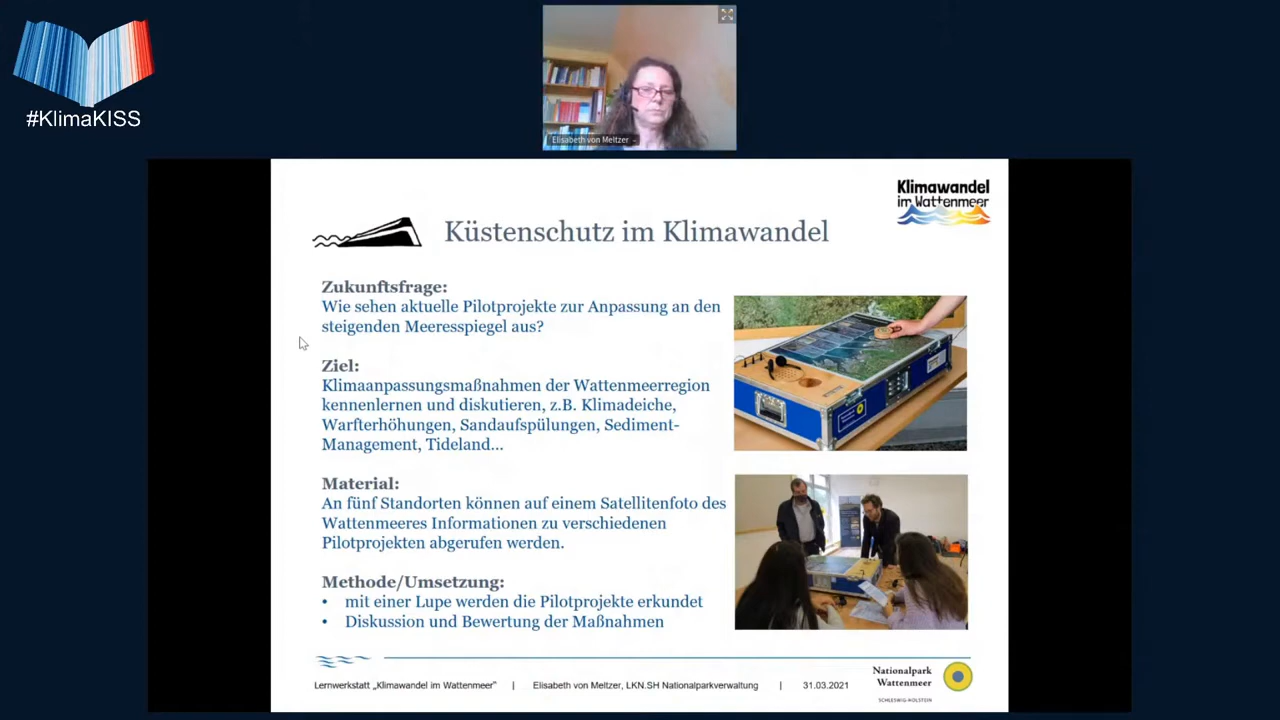 #KlimaKISS
Elisabeth von Meltzer
Klimawandel
im Wattenmeer
Küstenschutz im Klimawandel
Zukunftsfrage:
Wie sehen aktuelle Pilotprojekte zur Anpassung an den
steigenden Meeresspiegel aus?
Ziel:
Klimaanpassungsmaßnahmen der Wattenmeerregion
kennenlernen und diskutieren, z.B. Klimadeiche,
Warfterhöhungen, Sandaufspülungen, Sediment-
Management, Tideland...
Material:
An fünf Standorten können auf einem Satellitenfoto des
Wattenmeeres Informationen zu verschiedenen
Pilotprojekten abgerufen werden.
Methode/Umsetzung:
• mit einer Lupe werden die Pilotprojekte erkundet
• Diskussion und Bewertung der Maßnahmen
Lernwerkstatt „Klimawandel im Wattenmeer" | Elisabeth von Meltzer, LKN.SH Nationalparkverwaltung | 31.03.2021
Nationalpark
Wattenmeer
SCHLESWIG-HOLSTEIN